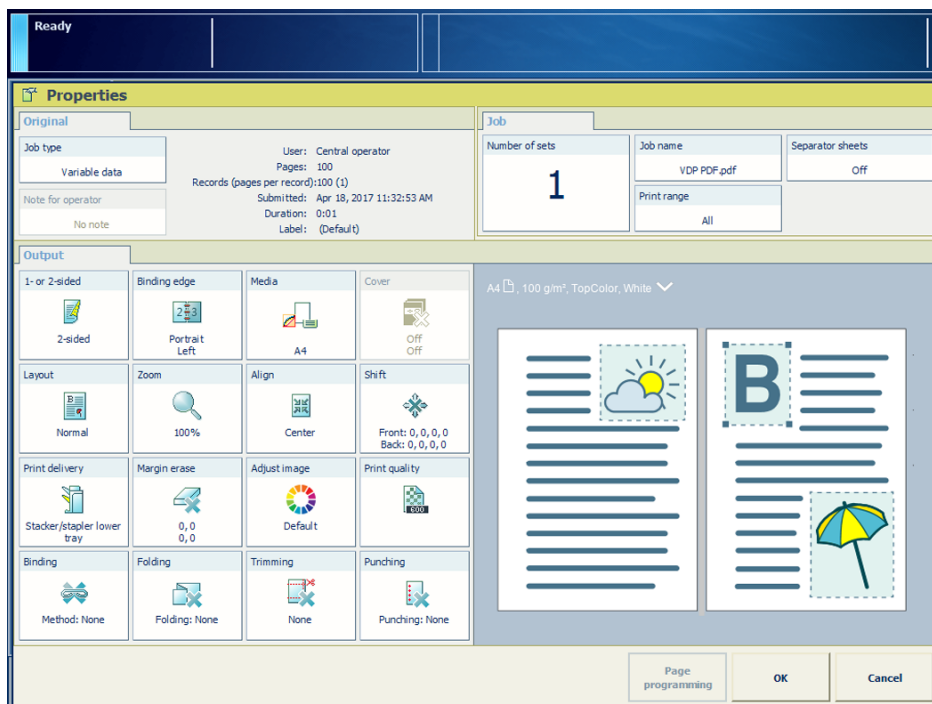 Ready
Properties
Original
Job type
Variable data
Note for operator
No note
User: Central operator
Pages: 100
Records (pages per record):100 (1)
Submitted: Apr 18, 2017 11:32:53 AM
Duration: 0:01
Label: (Default)
Job
Number of sets
1
Job name
VDP PDF.pdf
Separator sheets
Off
Print range
All
Output
1- or 2-sided
2-sided
Binding edge
2 3
Portrait
Left
Media
A4
Cover
Off
Off
Layout
B
R
Normal
Zoom
100%
Align
Center
Shift
Front: 0, 0, 0, 0
Back: 0, 0, 0, 0
Print delivery
Stacker/stapler lower
tray
Margin erase
0, 0
0, 0
Adjust image
Default
Print quality
600
Binding
Method: None
Folding
Folding: None
Trimming
None
Punching
Punching: None
A4 , 100 g/m², TopColor, White
B
Page
programming
OK
Cancel